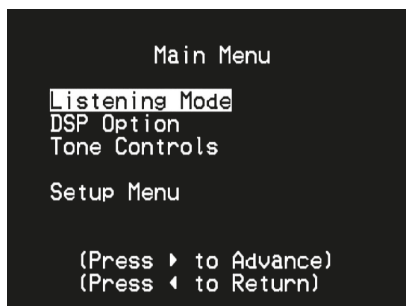 Main Menu
Listening Mode
DSP Option
Tone Controls
Setup Menu
(Press ▶ to Advance)
(Press ◀ to Return)